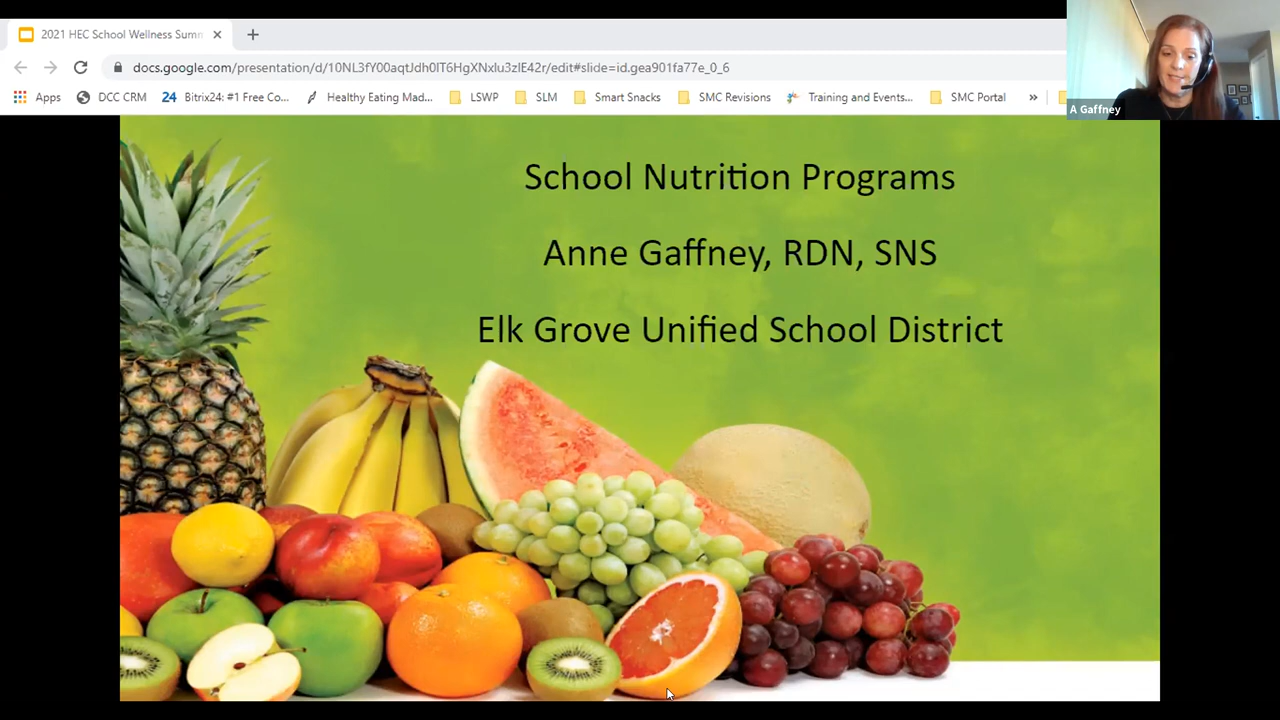 2021 HEC School Wellness Summ
docs.google.com/presentation/d/10NL3fY00aqtJdh0IT6HgXNxlu3zlE42r/edit#slide=id.gea901fa77e_0_6
Apps DCC CRM 24 Bitrix24: #1 Free Co... Healthy Eating Mad... LSWP SLM Smart Snacks SMC Revisions Training and Events... SMC Portal »
A Gaffney
School Nutrition Programs
Anne Gaffney, RDN, SNS
Elk Grove Unified School District